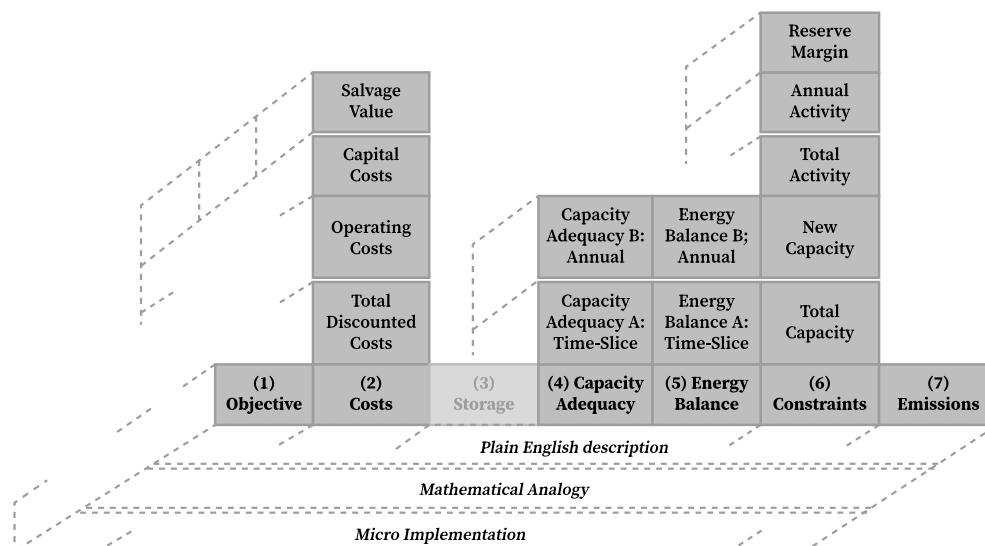 Reserve
Margin
Salvage
Value
Annual
Activity
Capital
Costs
Total
Activity
Operating
Costs
Capacity
Adequacy B:
Annual
Energy
Balance B;
Annual
New
Capacity
Total
Discounted
Costs
Capacity
Adequacy A:
Time-Slice
Energy
Balance A:
Time-Slice
Total
Capacity
(1)
Objective
(2)
Costs
(3)
Storage
(4) Capacity
Adequacy
(5) Energy
Balance
(6)
Constraints
(7)
Emissions
Plain English description
Mathematical Analogy
Micro Implementation